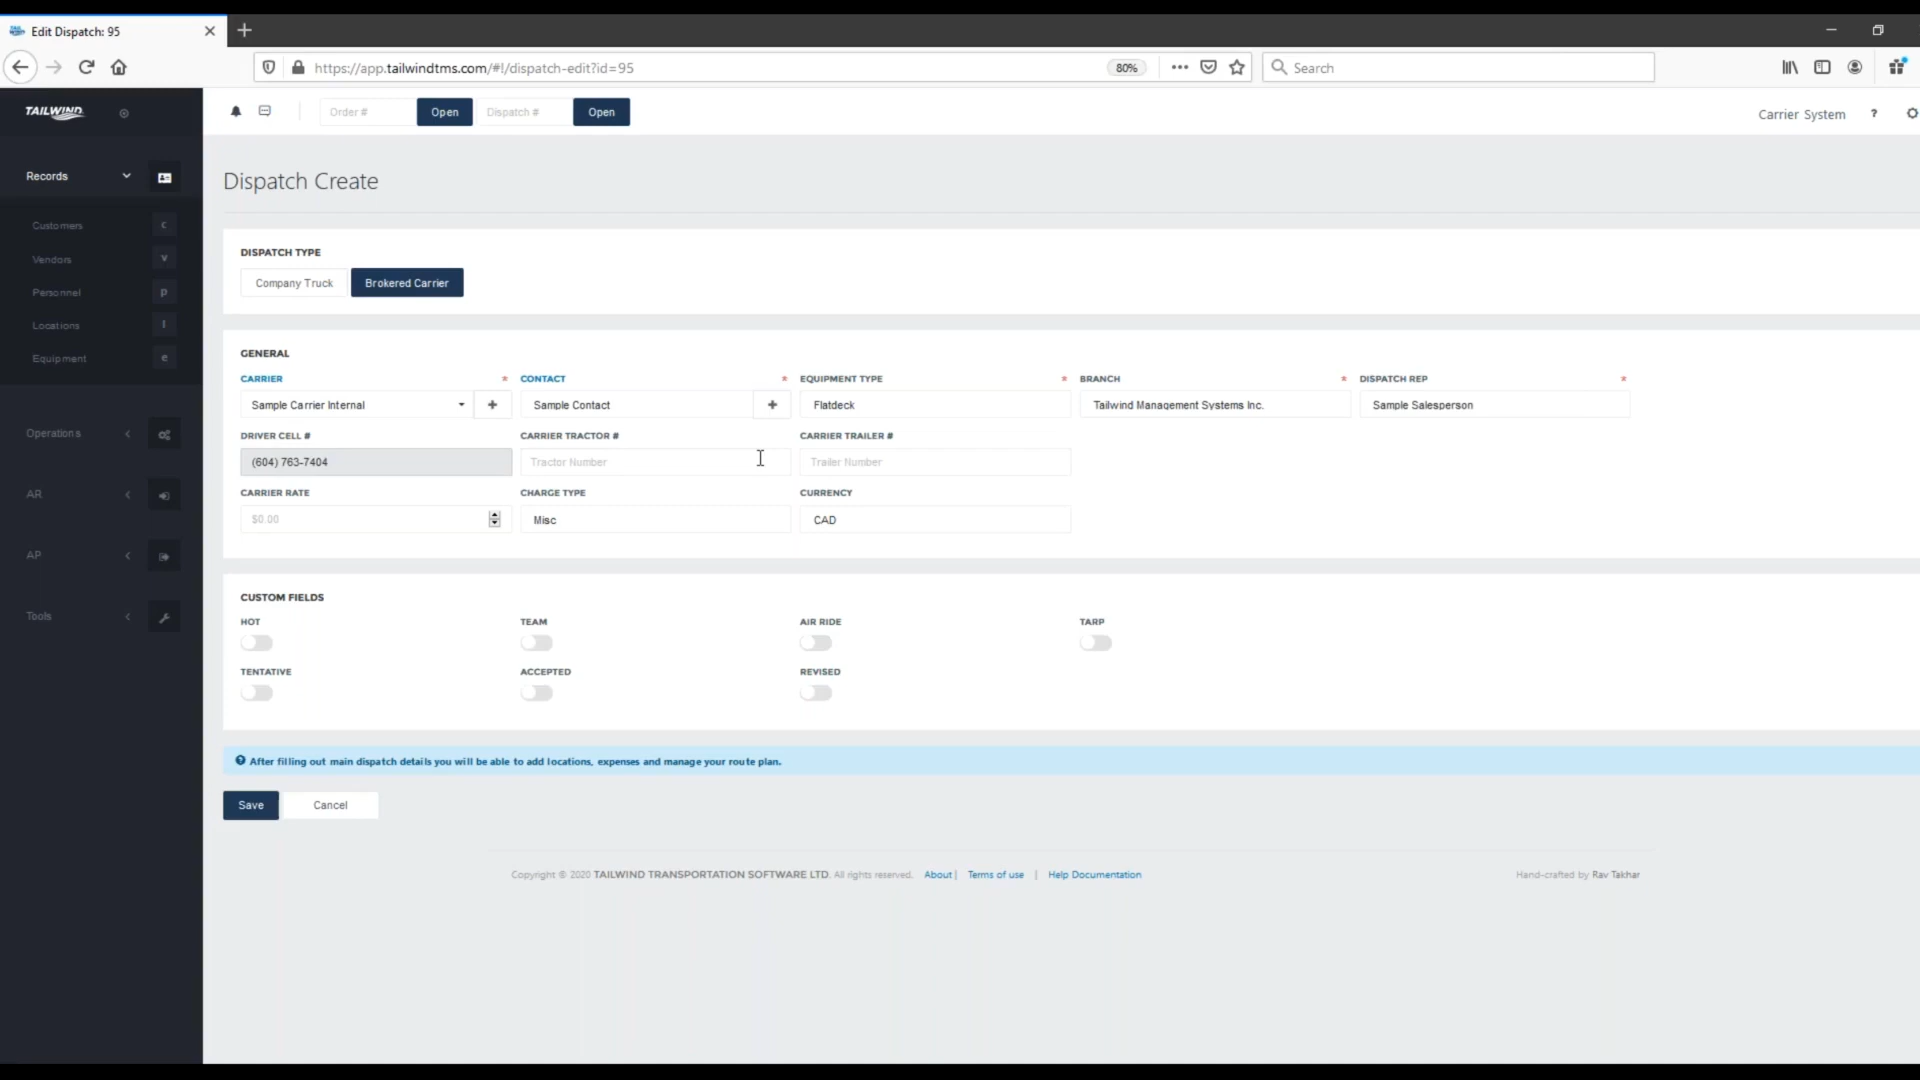 Edit Dispatch: 95
https://app.tailwindtms.com/#!/dispatch-edit?id=95
80%
Search
TAILWIND
Order #
Open
Dispatch #
Open
Carrier System
?
Records
Customers
c
Vendors
v
Personnel
p
Locations
l
Equipment
e
Operations
AR
AP
Tools
Dispatch Create
DISPATCH TYPE
Company Truck
Brokered Carrier
GENERAL
CARRIER *
CONTACT *
EQUIPMENT TYPE *
BRANCH *
DISPATCH REP *
Sample Carrier Internal
+
Sample Contact
+
Flatdeck
Tailwind Management Systems Inc.
Sample Salesperson
DRIVER CELL #
CARRIER TRACTOR #
CARRIER TRAILER #
(604) 763-7404
Tractor Number
Trailer Number
CARRIER RATE
CHARGE TYPE
CURRENCY
$0.00
Misc
CAD
CUSTOM FIELDS
HOT
TEAM
AIR RIDE
TARP
TENTATIVE
ACCEPTED
REVISED
After filling out main dispatch details you will be able to add locations, expenses and manage your route plan.
Save
Cancel
Copyright © 2020 TAILWIND TRANSPORTATION SOFTWARE LTD. All rights reserved. About | Terms of use | Help Documentation
Hand-crafted by Rav Takhar